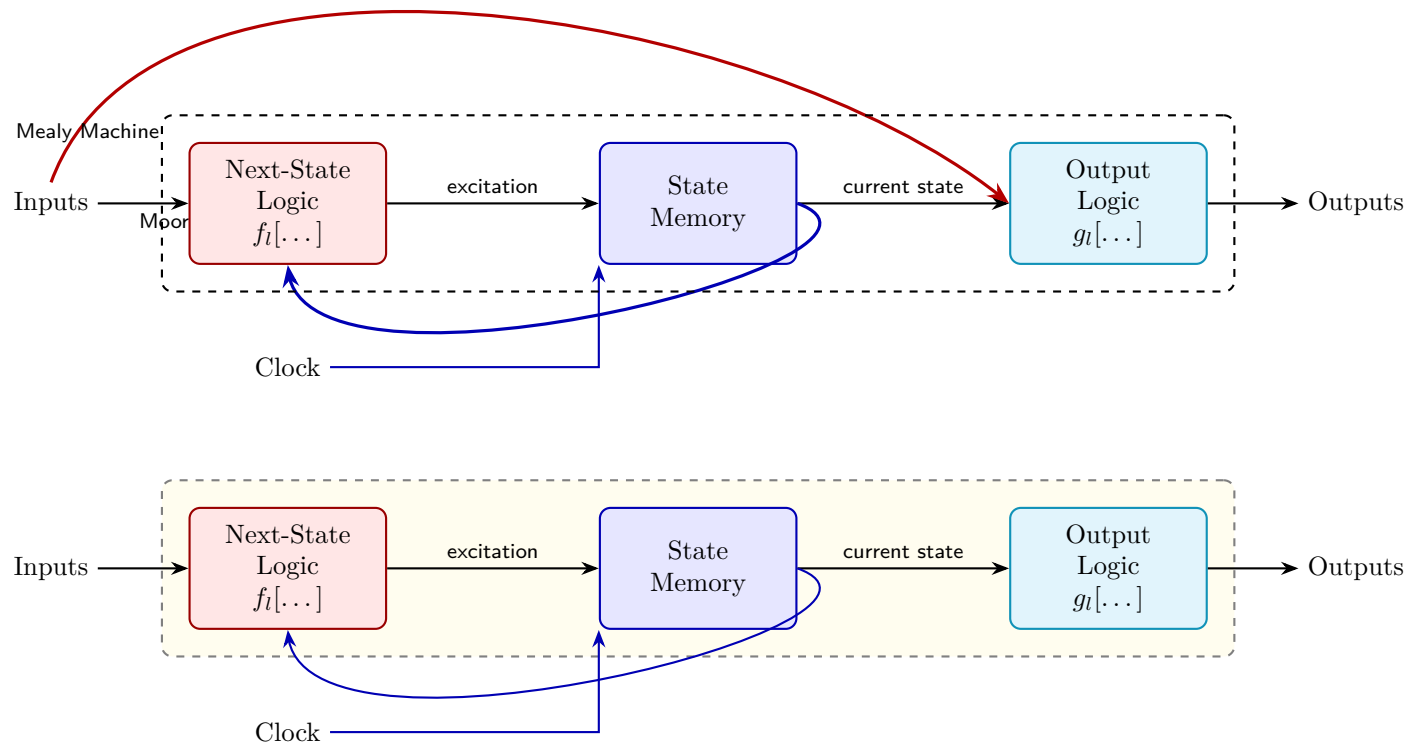 Mealy Machine
Inputs
Moor
Next-State
Logic
f_l[...]
excitation
State
Memory
current state
Output
Logic
g_l[...]
Outputs
Clock
Inputs
Next-State
Logic
f_l[...]
excitation
State
Memory
current state
Output
Logic
g_l[...]
Outputs
Clock